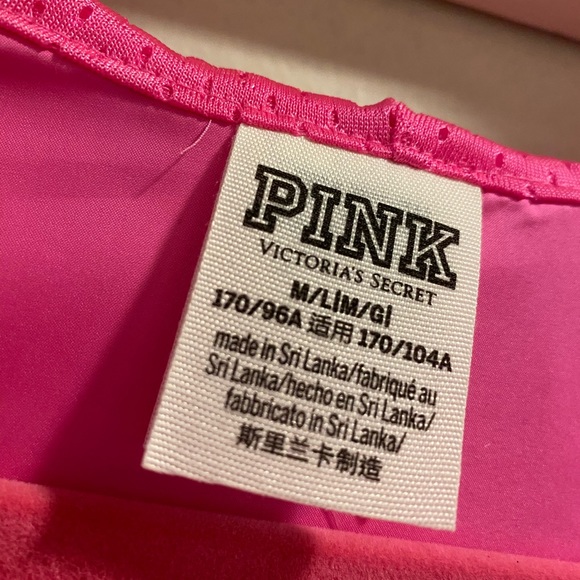 PINK
VICTORIA'S SECRET
M/L|M/G|
170/96A 适用 170/104A
made in Sri Lanka/fabriqué au
Sri Lanka/hecho en Sri Lanka/
fabbricato in Sri Lanka/
斯里兰卡制造